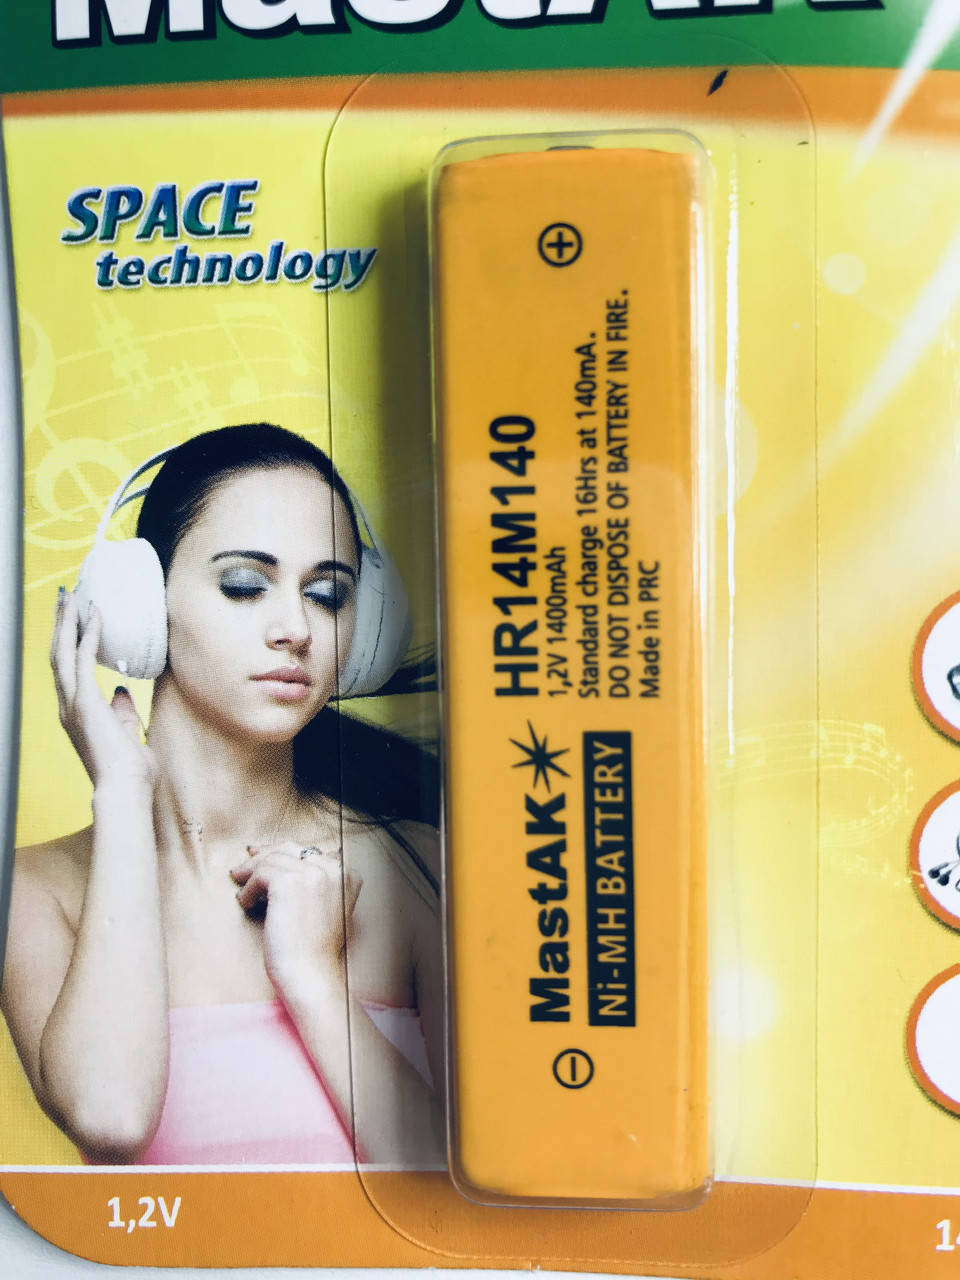 MastAK
SPACE
technology
+
HR14M140
1,2V 1400mAh
Standard charge 16Hrs at 140mA.
DO NOT DISPOSE OF BATTERY IN FIRE.
Made in PRC
MastAK
Ni-MH BATTERY
-
1,2V